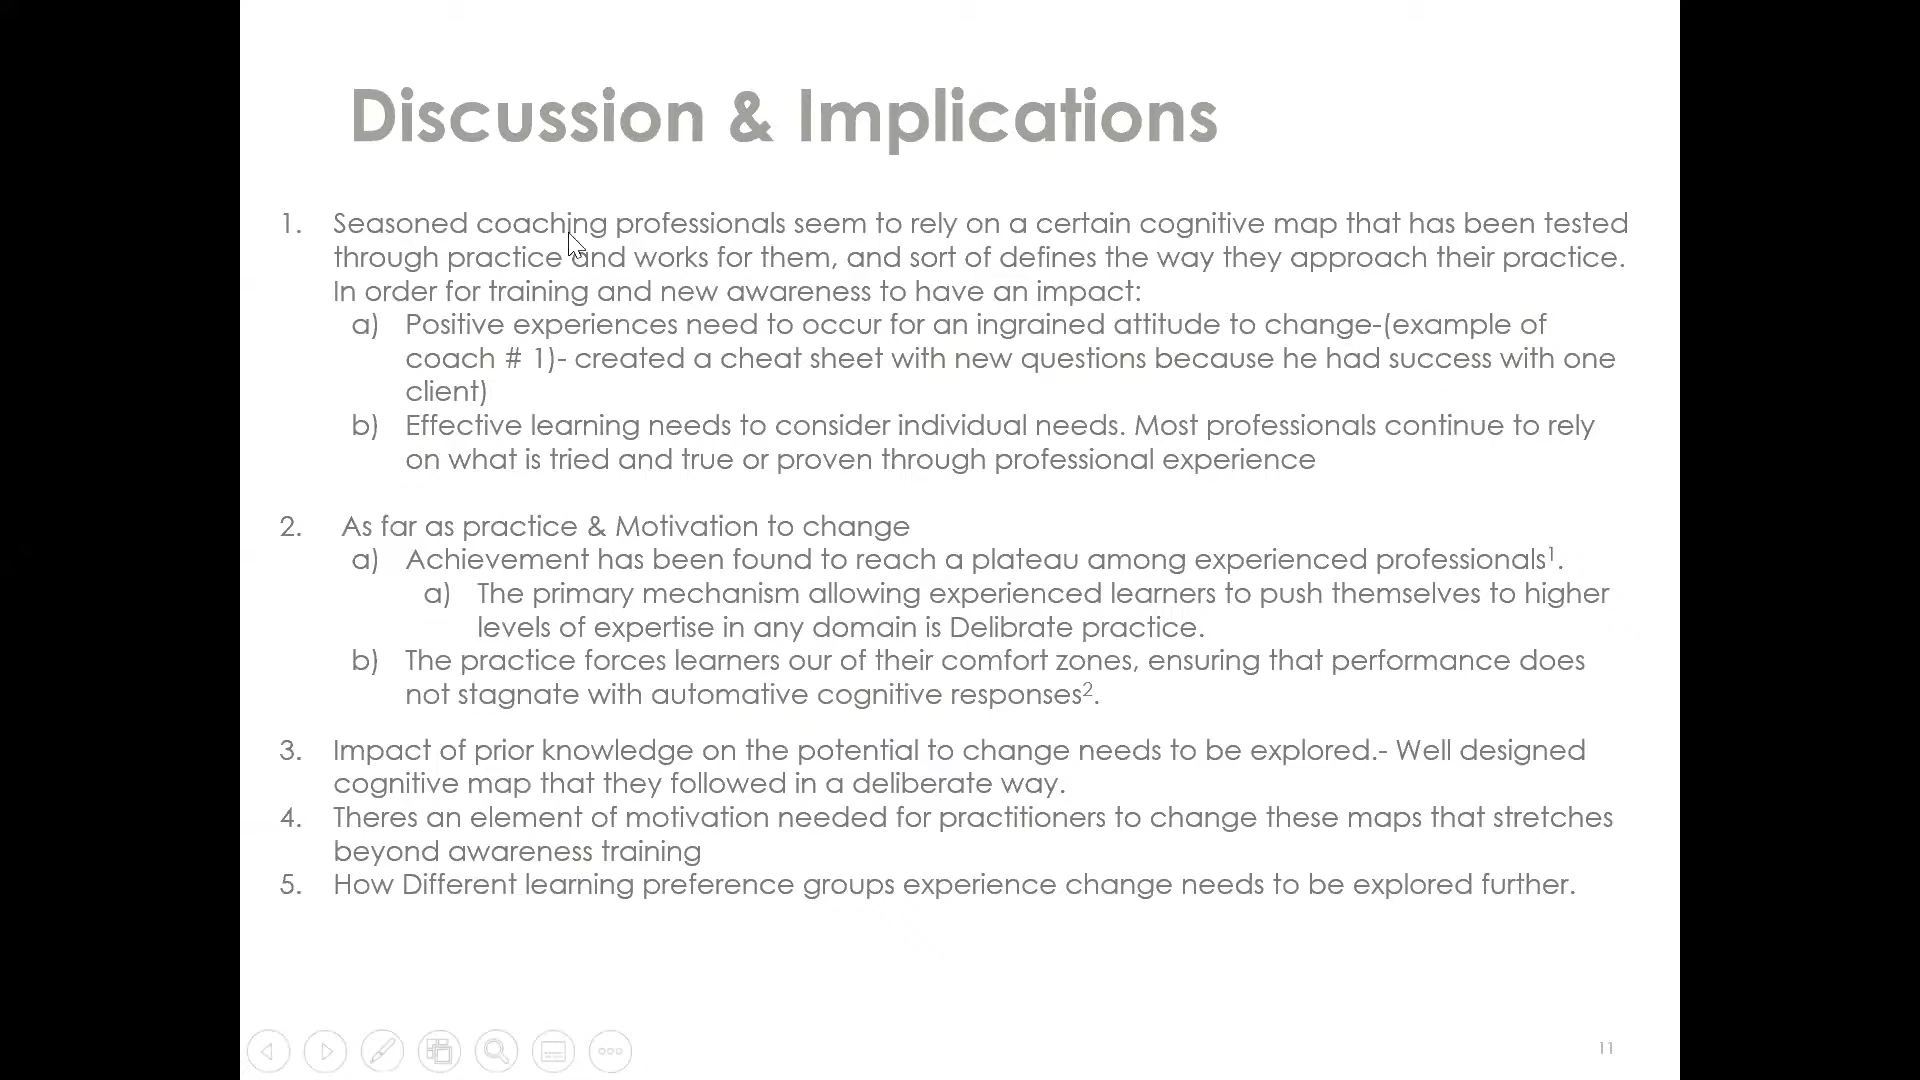 Discussion & Implications
1. Seasoned coaching professionals seem to rely on a certain cognitive map that has been tested
through practice and works for them, and sort of defines the way they approach their practice.
In order for training and new awareness to have an impact:
a) Positive experiences need to occur for an ingrained attitude to change-(example of
coach # 1)- created a cheat sheet with new questions because he had success with one
client)
b) Effective learning needs to consider individual needs. Most professionals continue to rely
on what is tried and true or proven through professional experience
2. As far as practice & Motivation to change
a) Achievement has been found to reach a plateau among experienced professionals¹.
a) The primary mechanism allowing experienced learners to push themselves to higher
levels of expertise in any domain is Delibrate practice.
b) The practice forces learners our of their comfort zones, ensuring that performance does
not stagnate with automative cognitive responses².
3. Impact of prior knowledge on the potential to change needs to be explored.- Well designed
cognitive map that they followed in a deliberate way.
4. Theres an element of motivation needed for practitioners to change these maps that stretches
beyond awareness training
5. How Different learning preference groups experience change needs to be explored further.
11